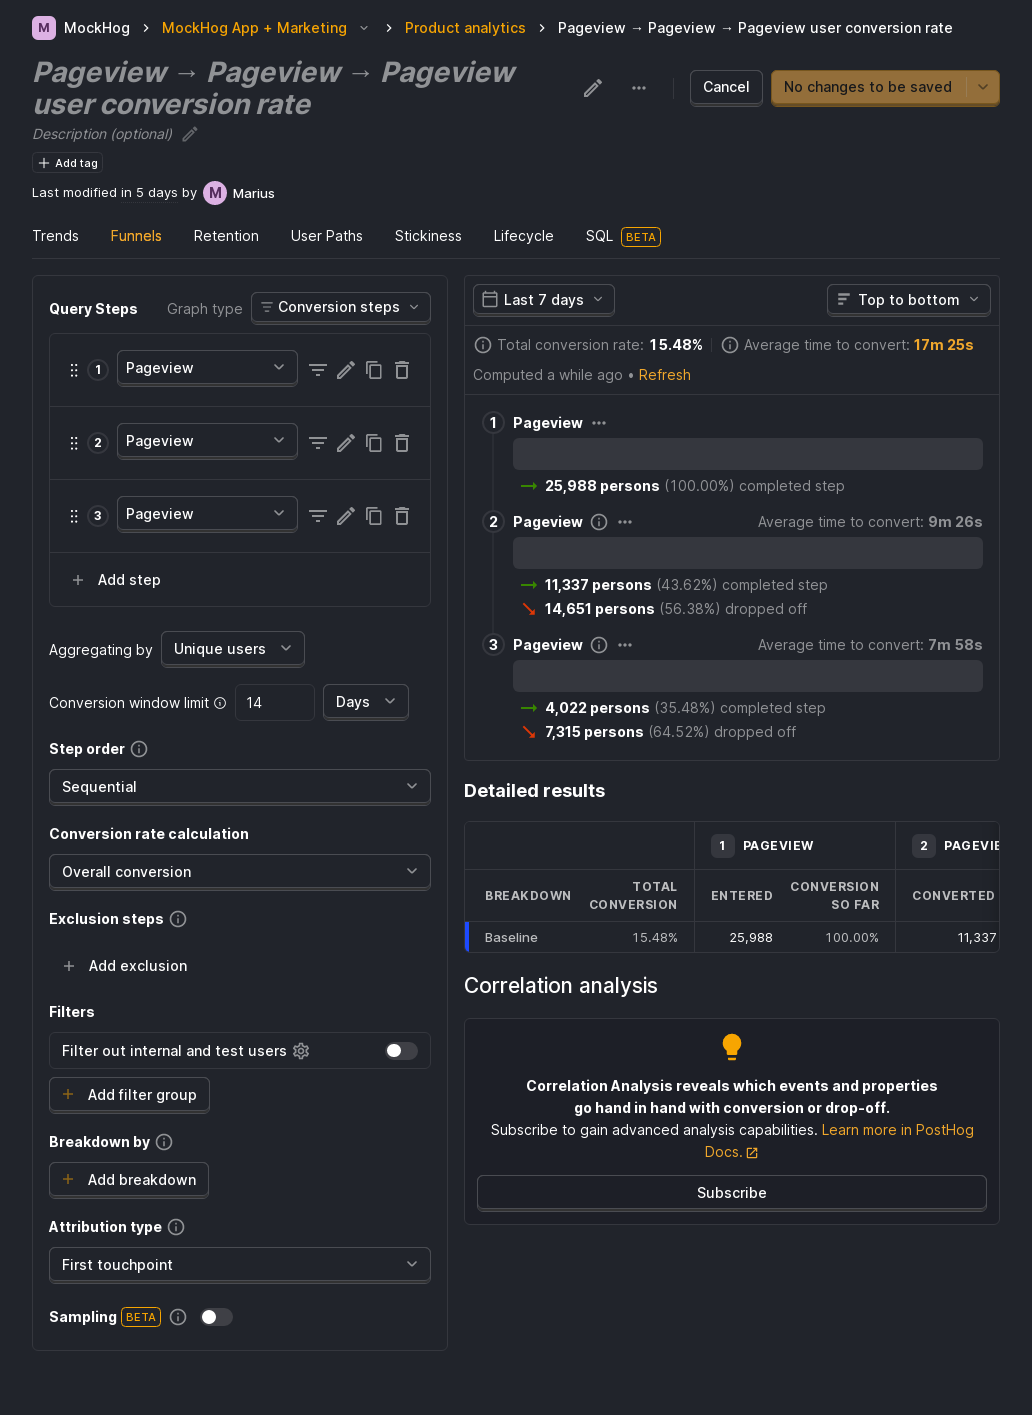 M MockHog > MockHog App + Marketing > Product analytics > Pageview → Pageview → Pageview user conversion rate
Pageview → Pageview → Pageview
user conversion rate
Cancel
No changes to be saved
Description (optional)
+ Add tag
Last modified in 5 days by M Marius
Trends Funnels Retention User Paths Stickiness Lifecycle SQL BETA
Query Steps Graph type Conversion steps
1 Pageview
2 Pageview
3 Pageview
+ Add step
Aggregating by Unique users
Conversion window limit 14 Days
Step order
Sequential
Conversion rate calculation
Overall conversion
Exclusion steps
+ Add exclusion
Filters
Filter out internal and test users
+ Add filter group
Breakdown by
+ Add breakdown
Attribution type
First touchpoint
Sampling BETA
Last 7 days Top to bottom
Total conversion rate: 15.48% Average time to convert: 17m 25s
Computed a while ago • Refresh
1 Pageview
→ 25,988 persons (100.00%) completed step
2 Pageview Average time to convert: 9m 26s
→ 11,337 persons (43.62%) completed step
↘ 14,651 persons (56.38%) dropped off
3 Pageview Average time to convert: 7m 58s
→ 4,022 persons (35.48%) completed step
↘ 7,315 persons (64.52%) dropped off
Detailed results
1 PAGEVIEW 2 PAGEVIE
BREAKDOWN TOTAL CONVERSION ENTERED CONVERSION SO FAR CONVERTED
Baseline 15.48% 25,988 100.00% 11,337
Correlation analysis
Correlation Analysis reveals which events and properties
go hand in hand with conversion or drop-off.
Subscribe to gain advanced analysis capabilities. Learn more in PostHog
Docs.
Subscribe